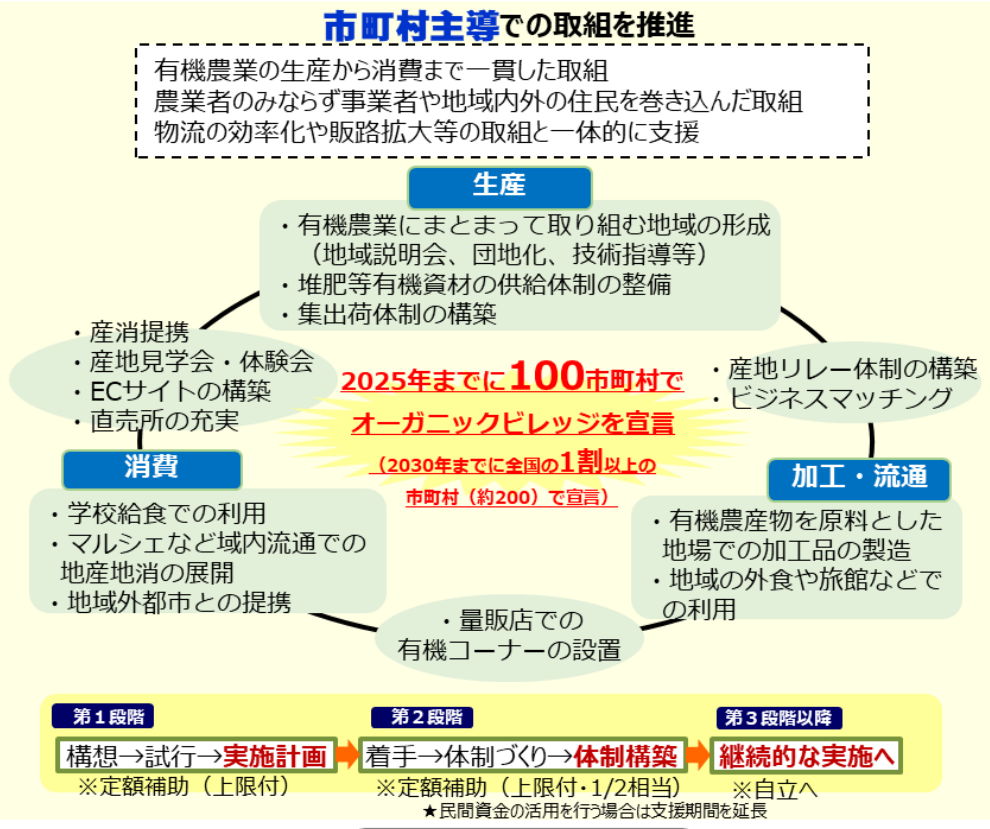 市町村主導での取組を推進
有機農業の生産から消費まで一貫した取組
農業者のみならず事業者や地域内外の住民を巻き込んだ取組
物流の効率化や販路拡大等の取組と一体的に支援
生産
・有機農業にまとまって取り組む地域の形成
（地域説明会、団地化、技術指導等）
・堆肥等有機資材の供給体制の整備
・集出荷体制の構築
・産消提携
・産地見学会・体験会
・ECサイトの構築
・直売所の充実
2025年までに100市町村で
オーガニックビレッジを宣言
（2030年までに全国の1割以上の
市町村（約200）で宣言）
・産地リレー体制の構築
・ビジネスマッチング
消費
・学校給食での利用
・マルシェなど域内流通での
地産地消の展開
・地域外都市との提携
加工・流通
・有機農産物を原料とした
地場での加工品の製造
・地域の外食や旅館などで
の利用
・量販店での
有機コーナーの設置
第１段階
構想→試行→実施計画
※定額補助（上限付）
第２段階
着手→体制づくり→体制構築
※定額補助（上限付・1/2相当）
★民間資金の活用を行う場合は支援期間を延長
第３段階以降
継続的な実施へ
※自立へ